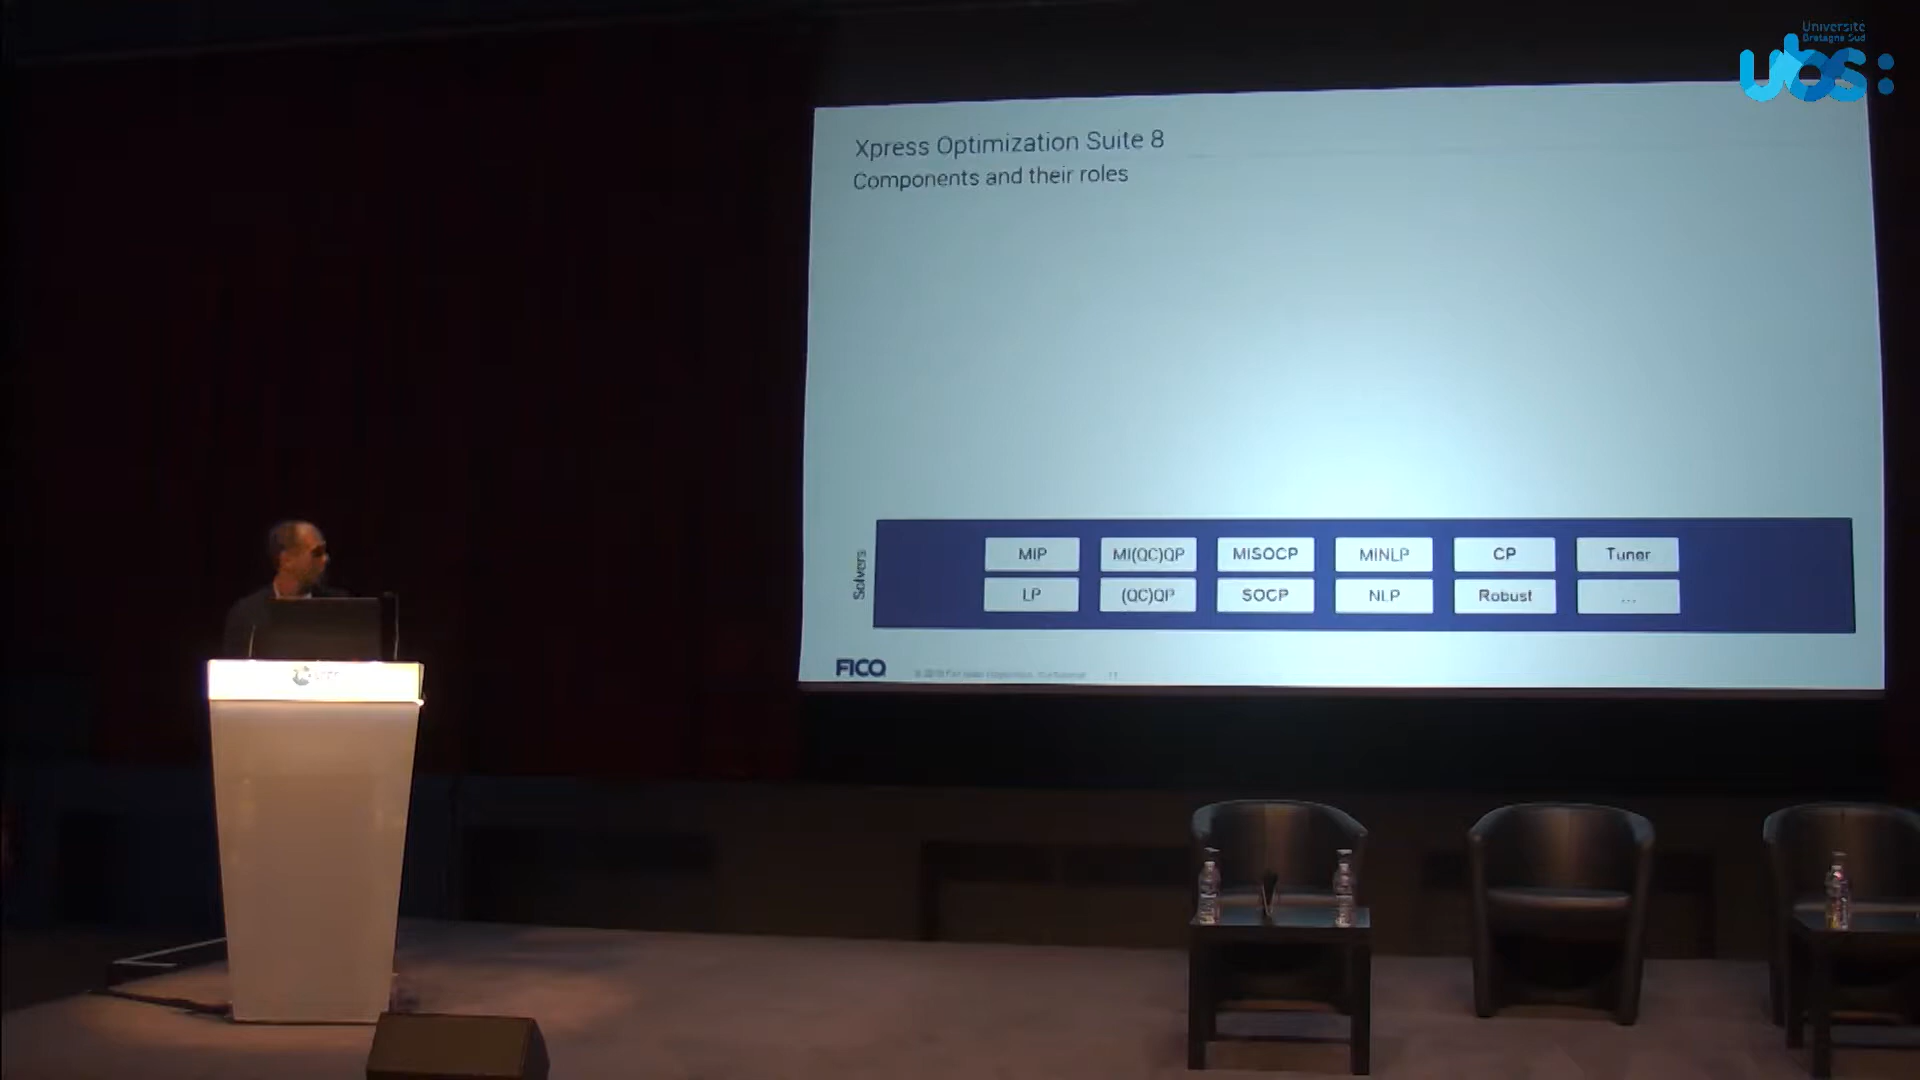 Université
Bretagne Sud
ubs:
Xpress Optimization Suite 8
Components and their roles
Solvers
MIP MI(QC)QP MISOCP MINLP CP Tuner
LP (QC)QP SOCP NLP Robust ...
FICO
11